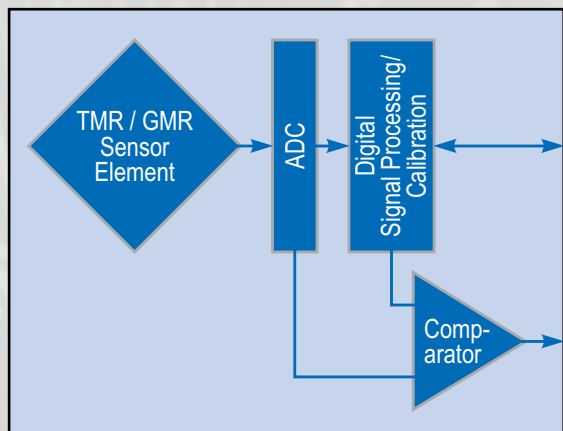 TMR / GMR
Sensor
Element
ADC
Digital
Signal Processing/
Calibration
Comp-
arator